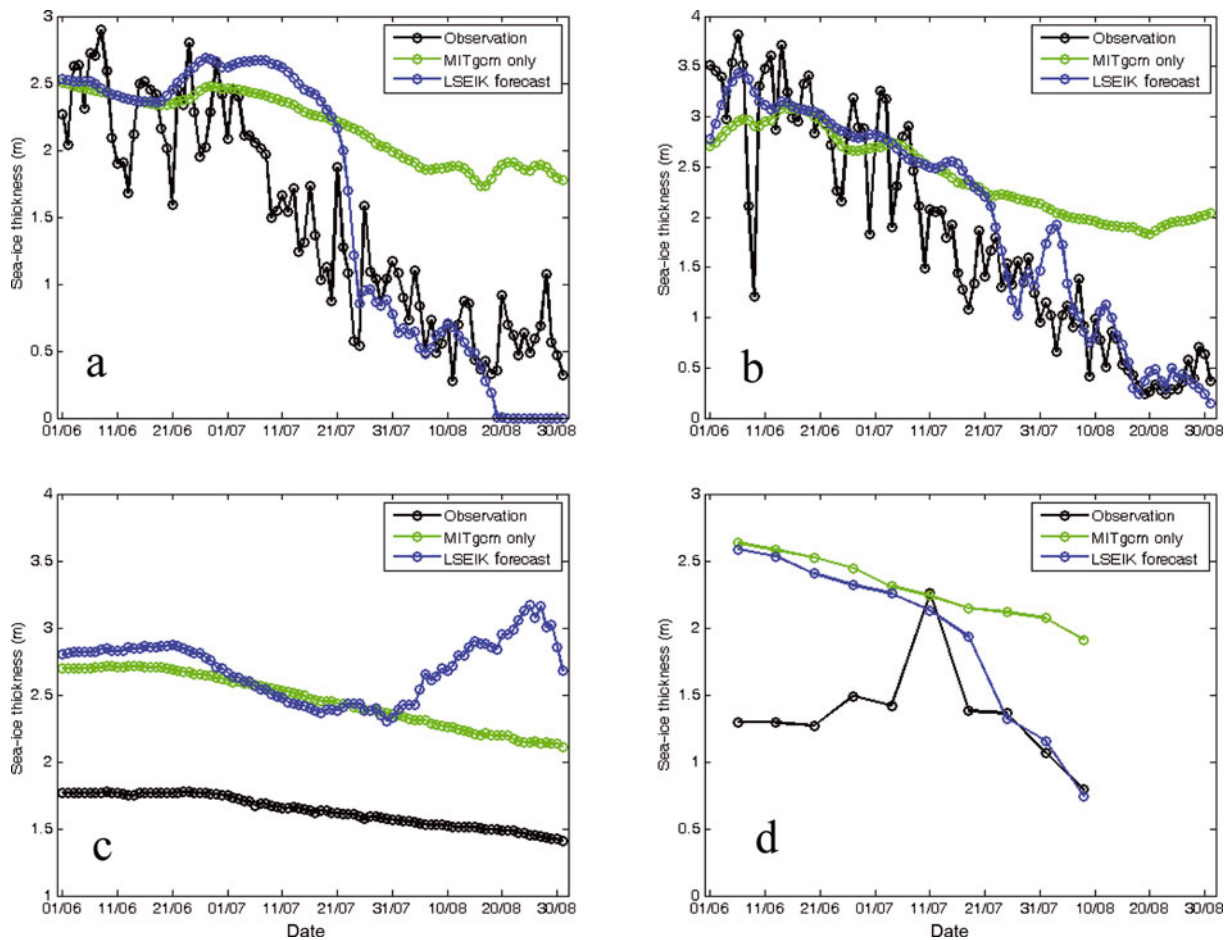 3
2.5
2
1.5
1
0.5
0
Sea-ice thickness (m)
01/06 11/06 21/06 01/07 11/07 21/07 31/07 10/08 20/08 30/08
Observation
MITgcm only
LSEIK forecast
a
4
3.5
3
2.5
2
1.5
1
0.5
0
Sea-ice thickness (m)
01/06 11/06 21/06 01/07 11/07 21/07 31/07 10/08 20/08 30/08
Observation
MITgcm only
LSEIK forecast
b
4
3.5
3
2.5
2
1.5
1
Sea-ice thickness (m)
01/06 11/06 21/06 01/07 11/07 21/07 31/07 10/08 20/08 30/08
Date
Observation
MITgcm only
LSEIK forecast
c
3
2.5
2
1.5
1
0.5
0
Sea-ice thickness (m)
01/06 11/06 21/06 01/07 11/07 21/07 31/07 10/08 20/08 30/08
Date
Observation
MITgcm only
LSEIK forecast
d